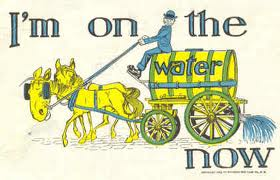 I'm on the
water
now